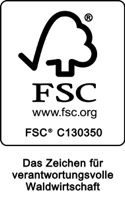 FSC
www.fsc.org
FSC® C130350
Das Zeichen für
verantwortungsvolle
Waldwirtschaft